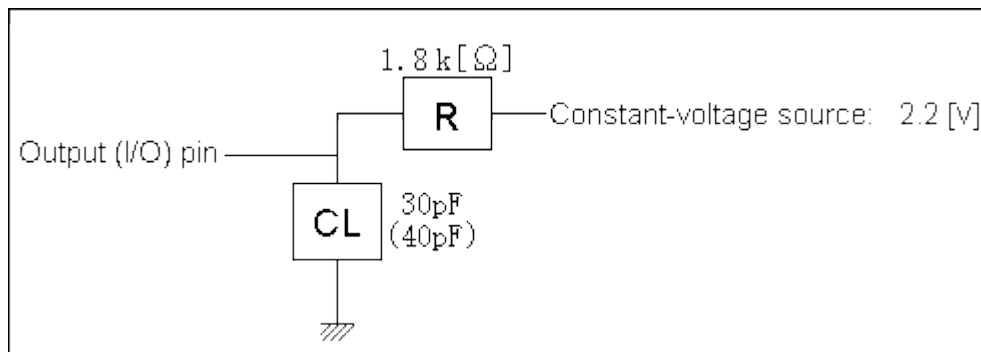 1.8k[Ω]
R
Constant-voltage source: 2.2 [V]
Output (I/O) pin
CL
30pF
(40pF)